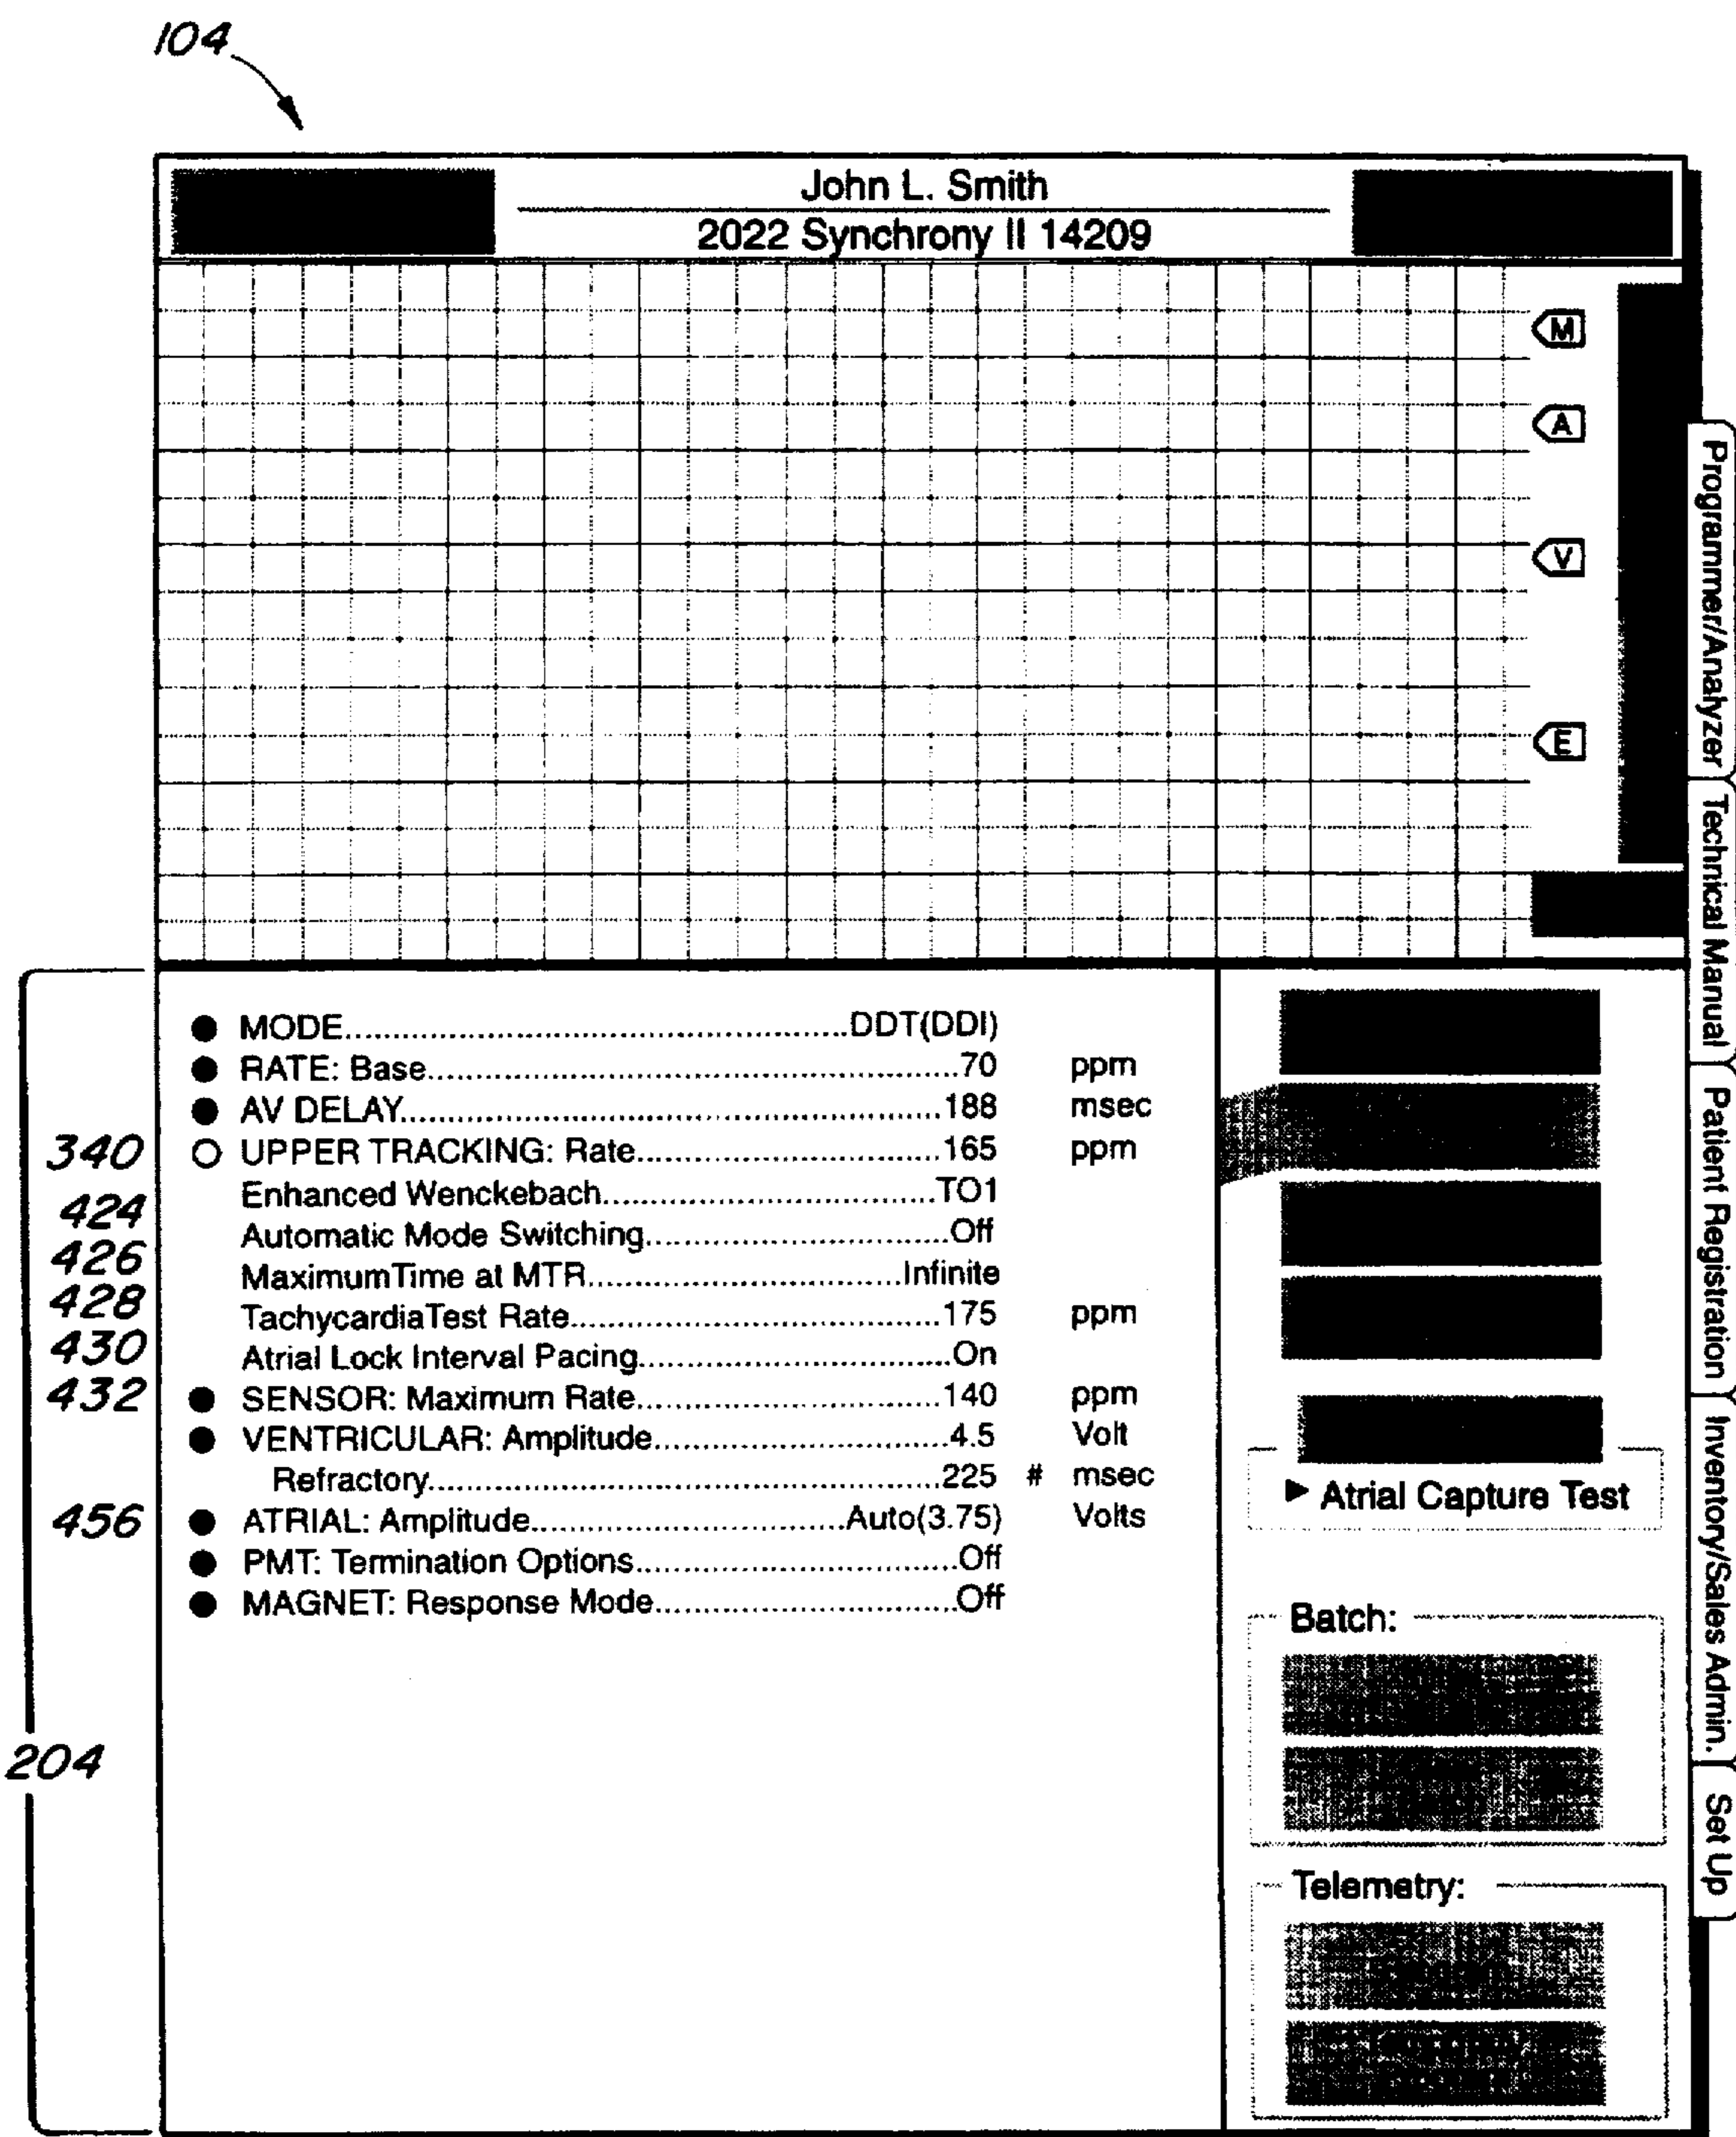 104
John L. Smith
2022 Synchrony II 14209
M
A
V
E
Programmer/Analyzer
Technical Manual
Patient Registration
Inventory/Sales Admin.
Set Up
● MODE..................................................DDT(DDI)
● RATE: Base.....................................................70 ppm
● AV DELAY.....................................................188 msec
340 ○ UPPER TRACKING: Rate..............................165 ppm
424 Enhanced Wenckebach.................................TO1
426 Automatic Mode Switching..............................Off
428 MaximumTime at MTR...............................Infinite
430 TachycardiaTest Rate.....................................175 ppm
432 Atrial Lock Interval Pacing...............................On
● SENSOR: Maximum Rate..............................140 ppm
● VENTRICULAR: Amplitude.............................4.5 Volt
Refractory..................................................225 # msec
456 ● ATRIAL: Amplitude...............................Auto(3.75) Volts
● PMT: Termination Options................................Off
● MAGNET: Response Mode..............................Off
204
► Atrial Capture Test
Batch:
Telemetry: